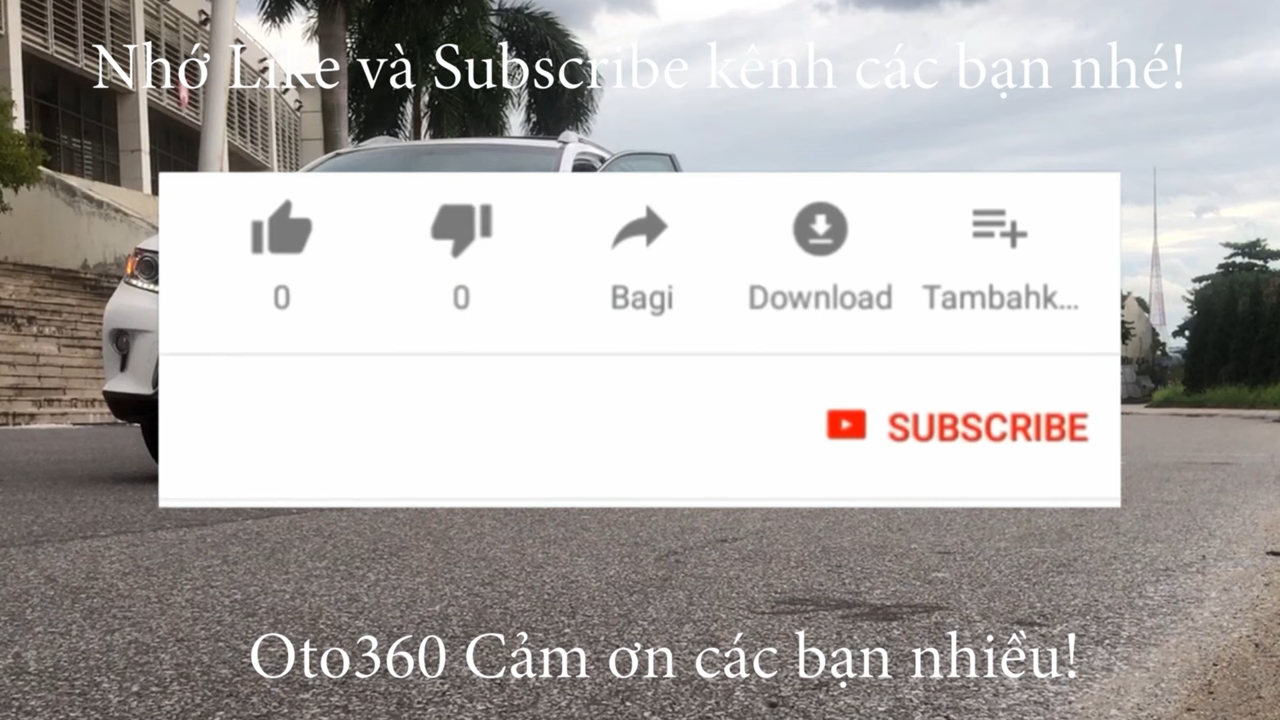 Nhớ Like và Subscribe kênh các bạn nhé!
0 0 Bagi Download Tambahk...
SUBSCRIBE
Oto360 Cảm ơn các bạn nhiều!